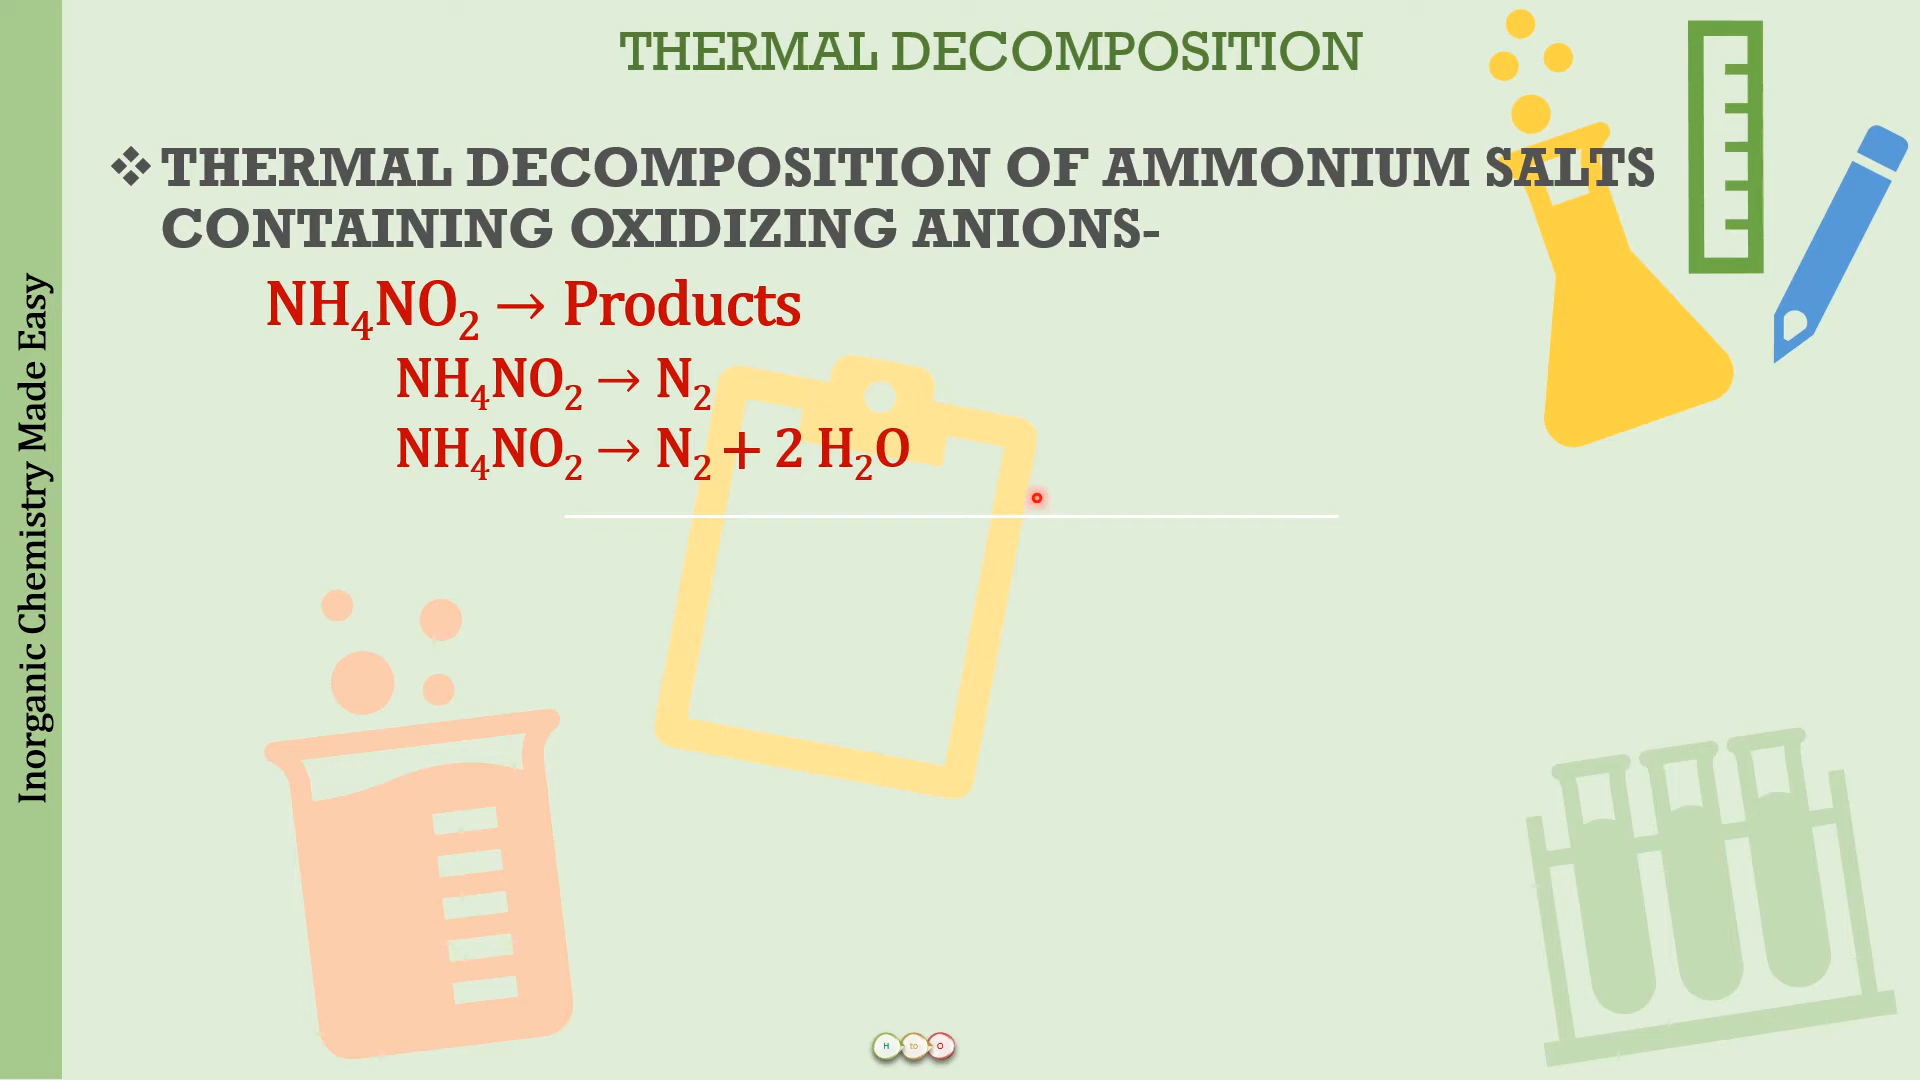 THERMAL DECOMPOSITION
❖ THERMAL DECOMPOSITION OF AMMONIUM SALTS
CONTAINING OXIDIZING ANIONS-
NH₄NO₂ → Products
NH₄NO₂ → N₂
NH₄NO₂ → N₂ + 2 H₂O
Inorganic Chemistry Made Easy
H to O